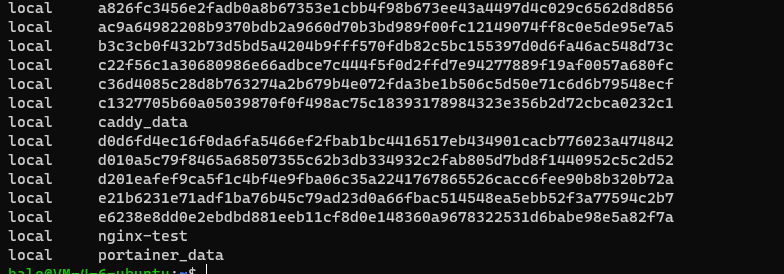 local     a826fc3456e2fadb0a8b67353e1cbb4f98b673ee43a4497d4c029c6562d8d856
local     ac9a64982208b9370bdb2a9660d70b3bd989f00fc12149074ff8c0e5de95e7a5
local     b3c3cb0f432b73d5bd5a4204b9fff570fdb82c5bc155397d0d6fa46ac548d73c
local     c22f56c1a30680986e66adbce7c444f5f0d2ffd7e94277889f19af0057a680fc
local     c36d4085c28d8b763274a2b679b4e072fda3be1b506c5d50e71c6d6b79548ecf
local     c1327705b60a05039870f0f498ac75c18393178984323e356b2d72cbca0232c1
local     caddy_data
local     d0d6fd4ec16f0da6fa5466ef2fbab1bc4416517eb434901cacb776023a474842
local     d010a5c79f8465a68507355c62b3db334932c2fab805d7bd8f1440952c5c2d52
local     d201eafef9ca5f1c4bf4e9fba06c35a2241767865526cacc6fee90b8b320b72a
local     e21b6231e71adf1ba76b45c79ad23d0a66fbac514548ea5ebb52f3a77594c2b7
local     e6238e8dd0e2ebdbd881eeb11cf8d0e148360a9678322531d6babe98e5a82f7a
local     nginx-test
local     portainer_data